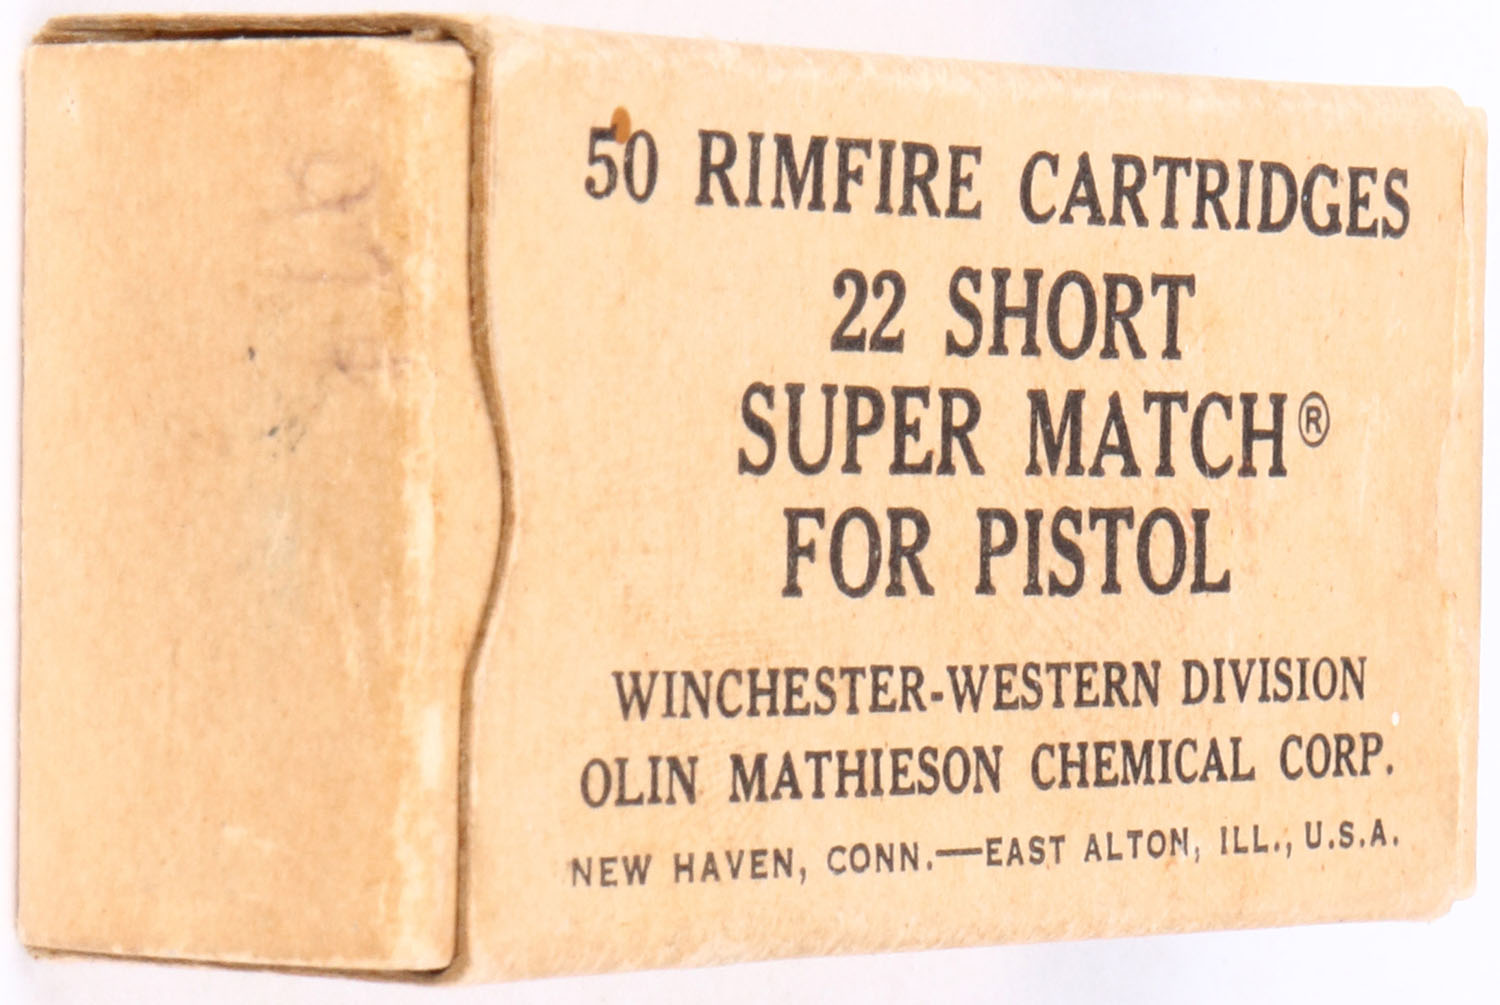 50 RIMFIRE CARTRIDGES
22 SHORT
SUPER MATCH®
FOR PISTOL
WINCHESTER-WESTERN DIVISION
OLIN MATHIESON CHEMICAL CORP.
NEW HAVEN, CONN.—EAST ALTON, ILL., U.S.A.